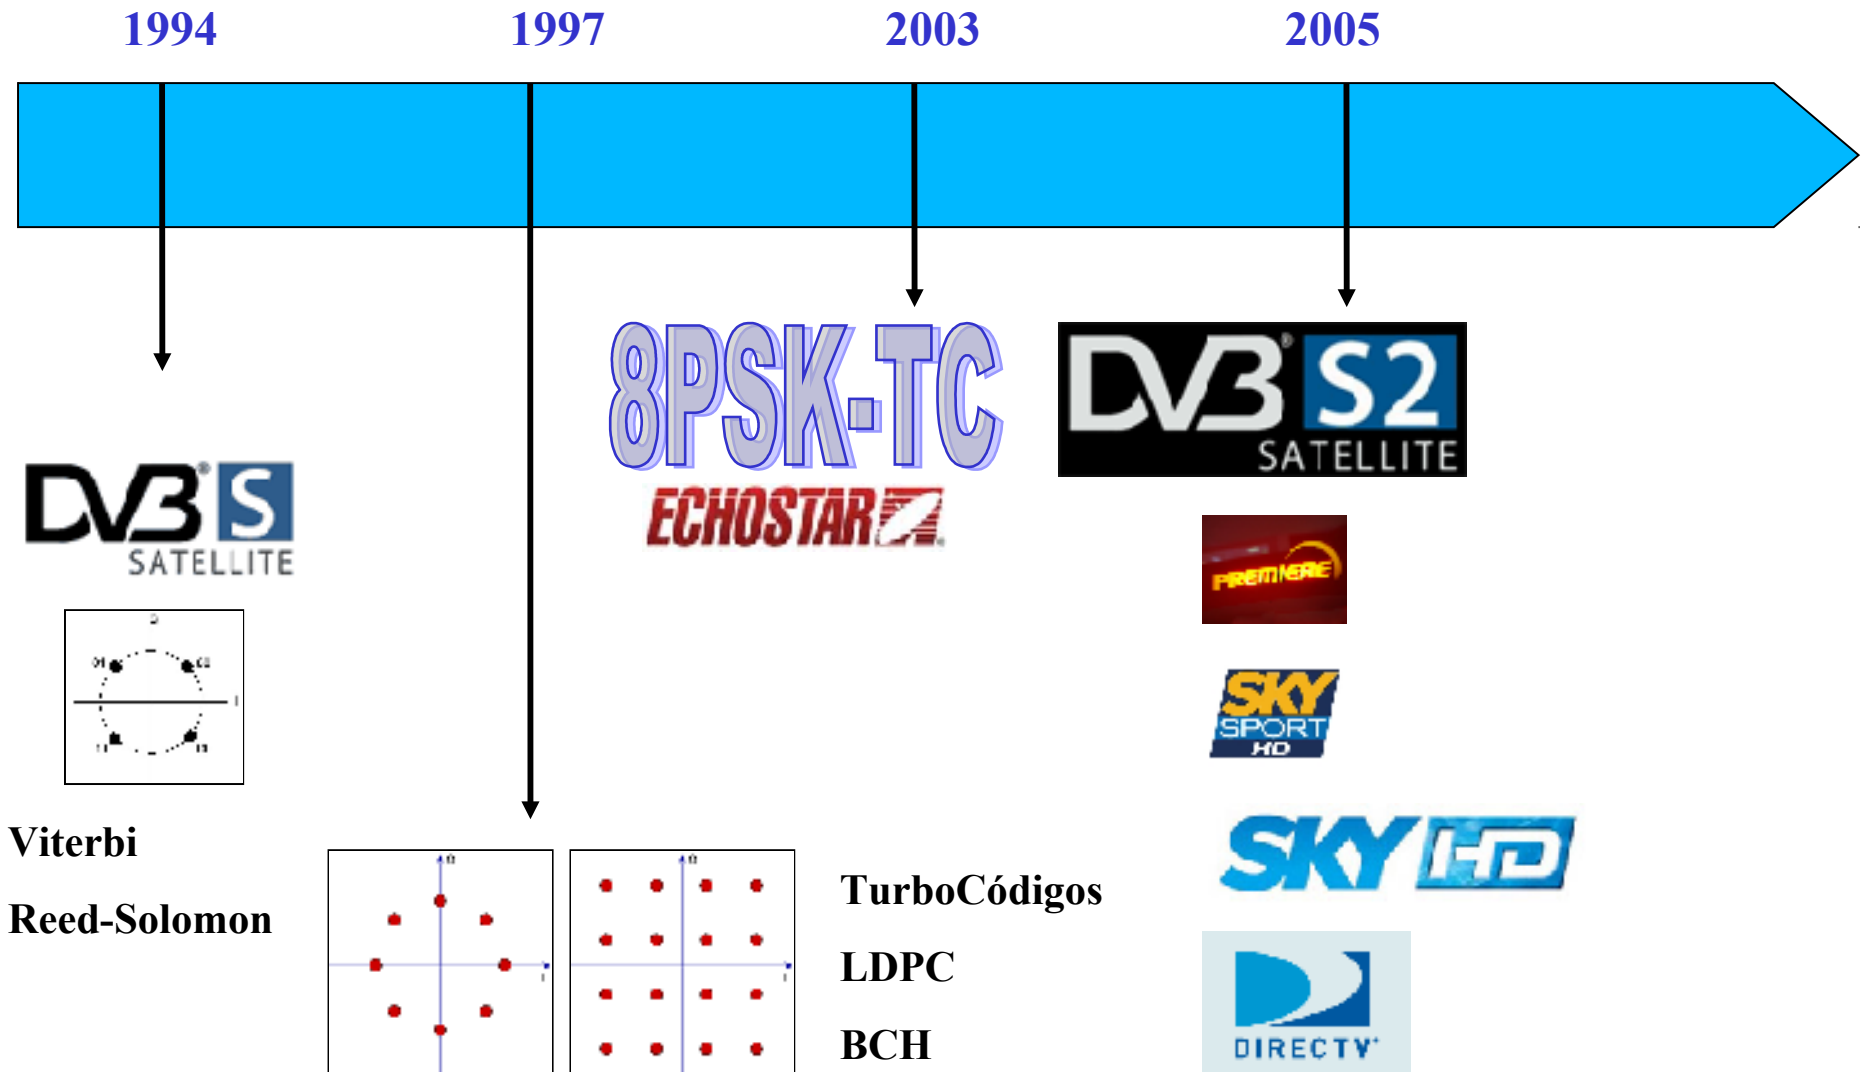 1994 1997 2003 2005
8PSK-TC
DVB® S2
SATELLITE
ECHOSTAR
DVB® S
SATELLITE
PREMIERE
SKY
SPORT
HD
Viterbi
Reed-Solomon
SKY HD
TurboCódigos
LDPC
BCH
DIRECTV